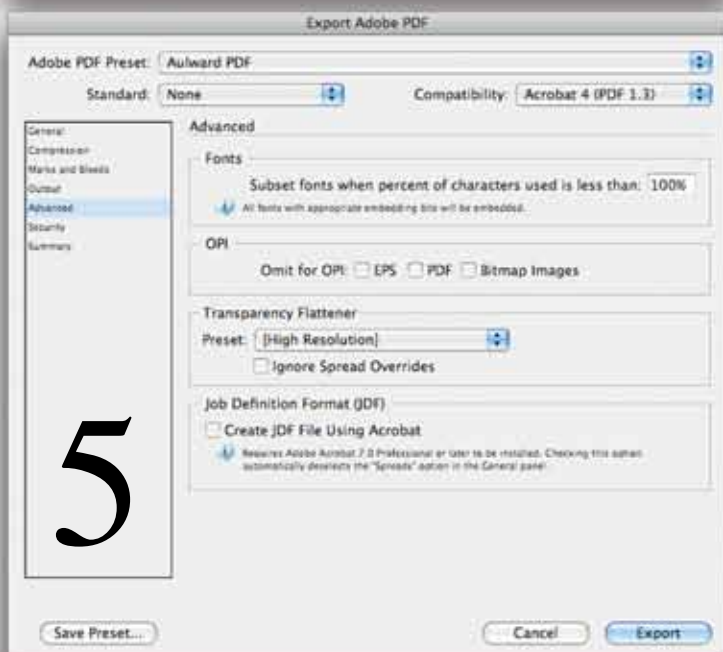 Export Adobe PDF
Adobe PDF Preset: Aulward PDF
Standard: None Compatibility: Acrobat 4 (PDF 1.3)
General
Compression
Marks and Bleeds
Output
Advanced
Security
Summary
5
Advanced
Fonts
Subset fonts when percent of characters used is less than: 100%
All fonts with appropriate embedding bits will be embedded.
OPI
Omit for OPI: EPS PDF Bitmap Images
Transparency Flattener
Preset: [High Resolution]
Ignore Spread Overrides
Job Definition Format (JDF)
Create JDF File Using Acrobat
Requires Adobe Acrobat 7.0 Professional or later to be installed. Checking this option
automatically deselects the "Spreads" option in the General panel.
Save Preset... Cancel Export